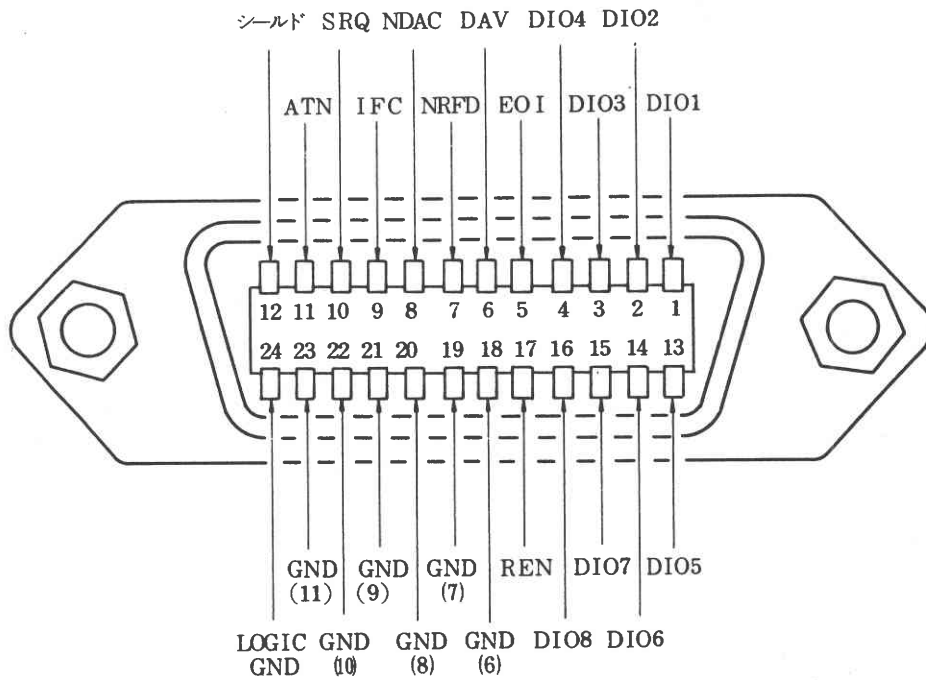 シールド SRQ NDAC DAV DIO4 DIO2
ATN IFC NRFD EOI DIO3 DIO1
12 11 10 9 8 7 6 5 4 3 2 1
24 23 22 21 20 19 18 17 16 15 14 13
GND (11) GND (9) GND (7) REN DIO7 DIO5
LOGIC GND GND (10) GND (8) GND (6) DIO8 DIO6